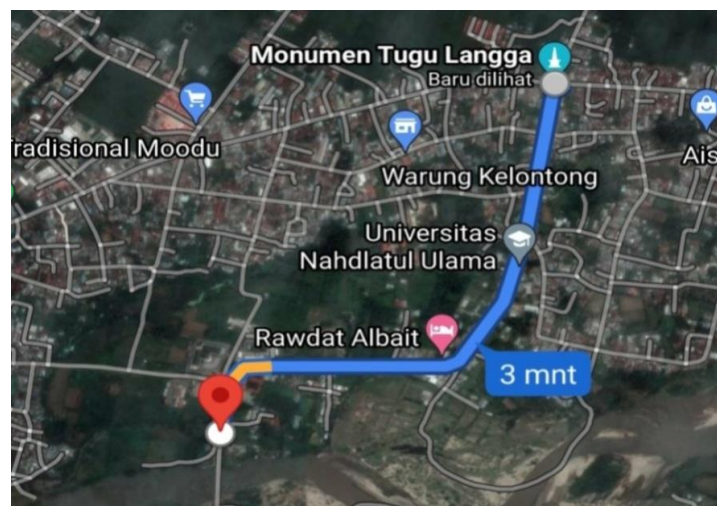 Monumen Tugu Langga
Baru dilihat
radisional Moodu
Warung Kelontong
Ais
Universitas
Nahdlatul Ulama
Rawdat Albait
3 mnt